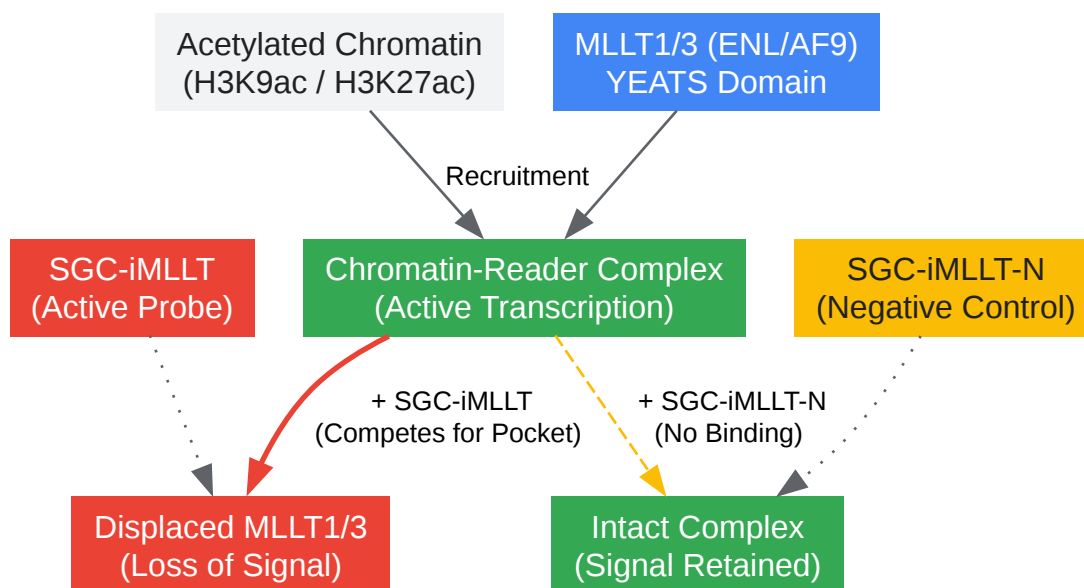 Acetylated Chromatin
(H3K9ac / H3K27ac)
MLLT1/3 (ENL/AF9)
YEATS Domain
Recruitment
SGC-iMLLT
(Active Probe)
Chromatin-Reader Complex
(Active Transcription)
SGC-iMLLT-N
(Negative Control)
+ SGC-iMLLT
(Competes for Pocket)
+ SGC-iMLLT-N
(No Binding)
Displaced MLLT1/3
(Loss of Signal)
Intact Complex
(Signal Retained)